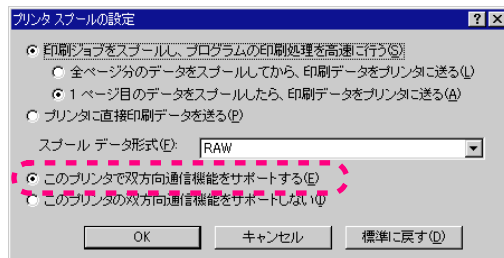 プリンタ スプールの設定
印刷ジョブをスプールし、プログラムの印刷処理を高速に行う(S)
全ページ分のデータをスプールしてから、印刷データをプリンタに送る(L)
1 ページ目のデータをスプールしたら、印刷データをプリンタに送る(A)
プリンタに直接印刷データを送る(P)
スプール データ形式(F): RAW
このプリンタで双方向通信機能をサポートする(E)
このプリンタの双方向通信機能をサポートしない(I)
OK キャンセル 標準に戻す(D)